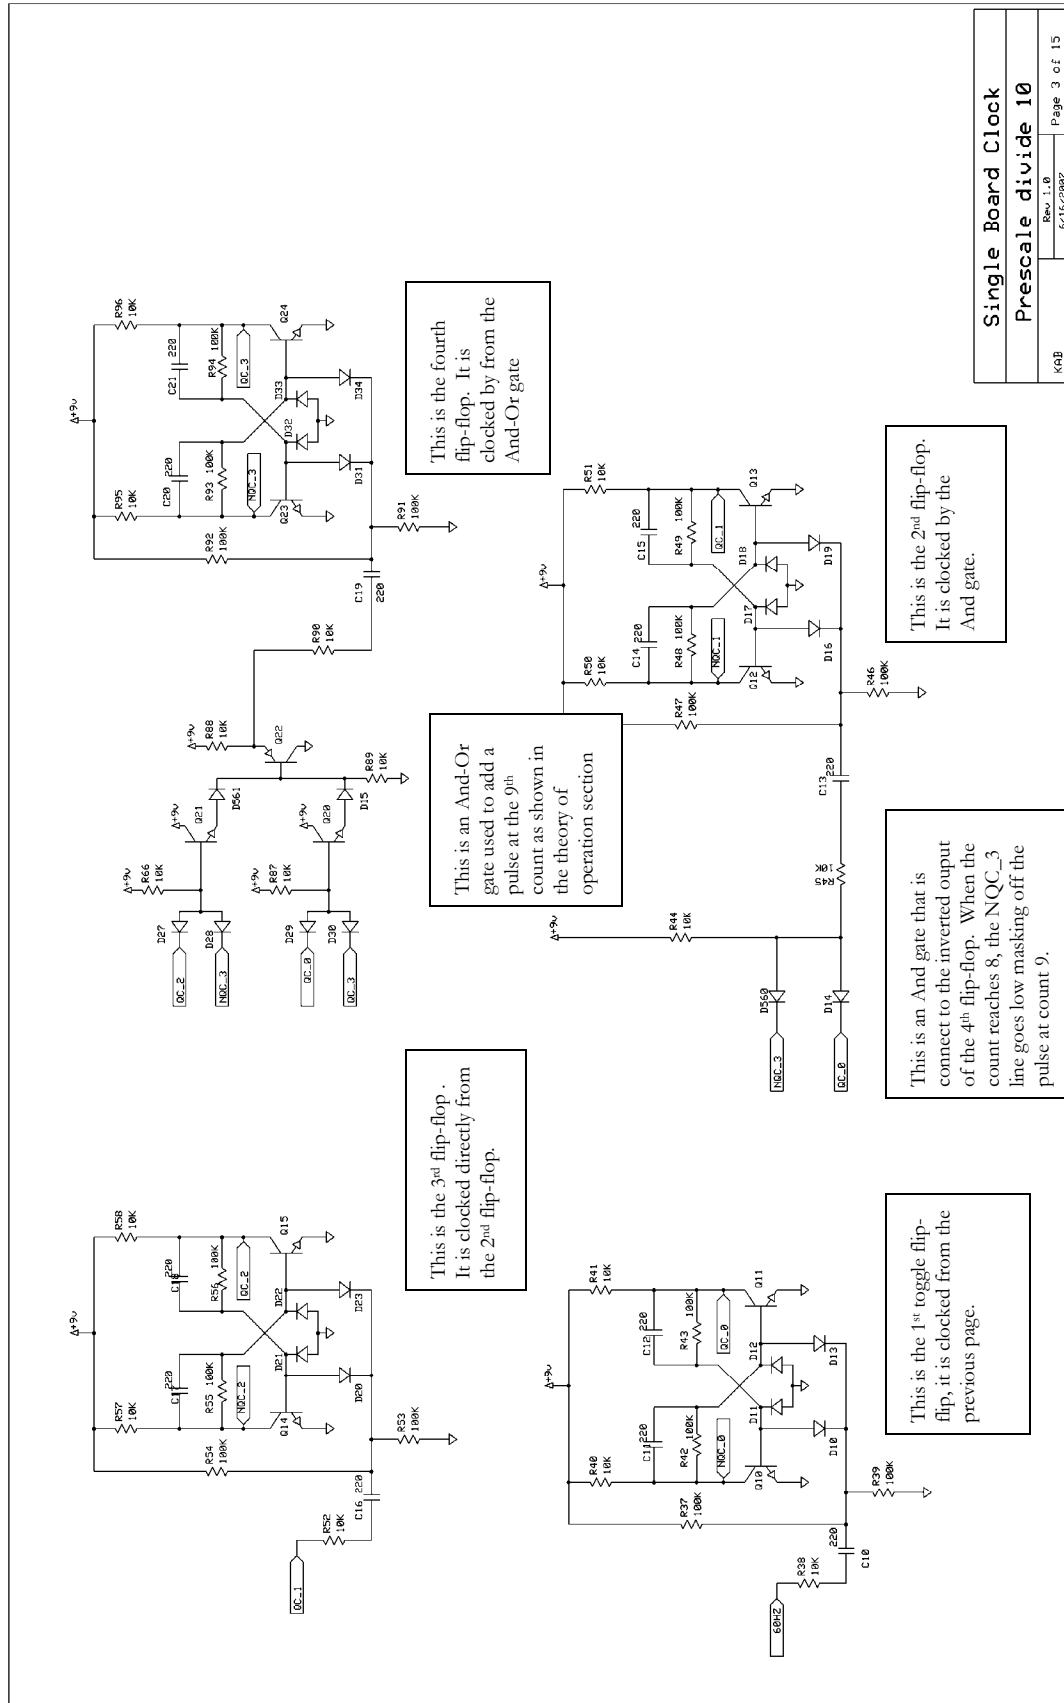 +9v
R57
10K
R58
10K
R54
100K
C17
220
C18
220
R55 100K
R56 100K
NQC_2
QC_2
Q14
Q15
D21
D22
D20
D23
QC_1
R52
10K
C16 220
R53
100K
This is the 3rd flip-flop .
It is clocked directly from
the 2nd flip-flop.
QC_2
NQC_3
QC_0
QC_3
D27
D28
D29
D30
+9v
R66
10K
+9v
R87
10K
+9v
Q21
+9v
Q20
D561
D15
R89
10K
+9v
R88
10K
Q22
R90
10K
C19
220
+9v
R95
10K
R96
10K
R92
100K
C20 220
C21 220
R93 100K
R94 100K
NQC_3
QC_3
Q23
Q24
D32
D33
D31
D34
R91
100K
This is the fourth
flip-flop. It is
clocked by from the
And-Or gate
This is an And-Or
gate used to add a
pulse at the 9th
count as shown in
the theory of
operation section
+9v
R40
10K
R41
10K
R37
100K
C11 220
C12 220
R42 100K
R43 100K
NQC_0
QC_0
Q10
Q11
D11
D12
D10
D13
60HZ
R38
10K
220
C10
R39
100K
This is the 1st toggle flip-
flip, it is clocked from the
previous page.
+9v
R44
10K
NQC_3
D560
QC_0
D14
R45
10K
C13 220
This is an And gate that is
connect to the inverted ouput
of the 4th flip-flop. When the
count reaches 8, the NQC_3
line goes low masking off the
pulse at count 9.
+9v
R50
10K
R51
10K
R47
100K
C14 220
C15 220
R48 100K
R49 100K
NQC_1
QC_1
Q12
Q13
D17
D18
D16
D19
R46
100K
This is the 2nd flip-flop.
It is clocked by the
And gate.
Single Board Clock
Prescale divide 10
KAB
Rev 1.0
Page 3 of 15